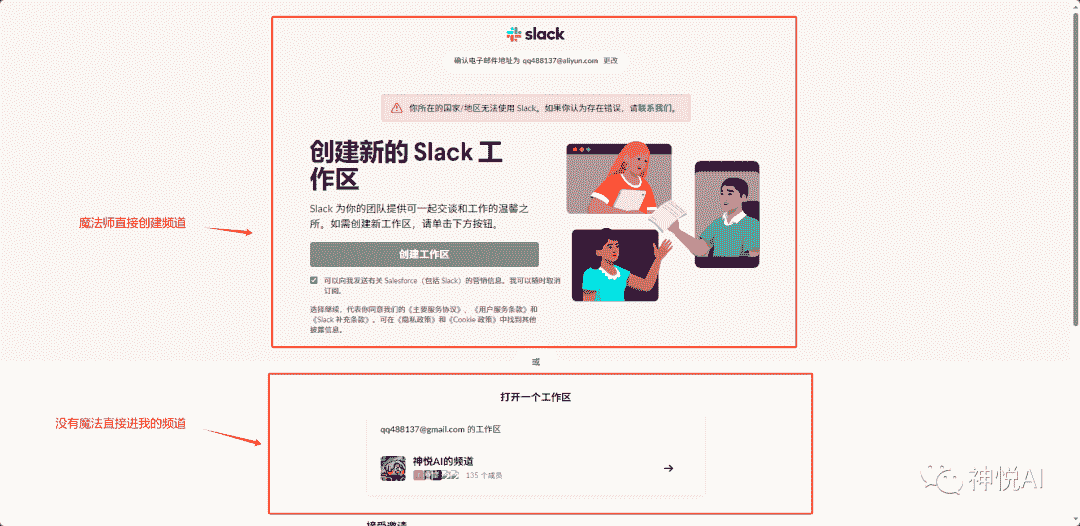 slack
确认电子邮件地址为 qq488137@aliyun.com 更改
你所在的国家/地区无法使用 Slack。如果你认为存在错误，请联系我们。
创建新的 Slack 工
作区
Slack 为你的团队提供可一起交谈和工作的温馨之
所。如需创建新工作区，请单击下方按钮。
魔法师直接创建频道
创建工作区
可以向我发送有关 Salesforce（包括 Slack）的营销信息。我可以随时取消
订阅。
选择继续，代表你同意我们的《主要服务协议》、《用户服务条款》和
《Slack 补充条款》。可在《隐私政策》和《Cookie 政策》中找到其他
披露信息。
或
打开一个工作区
没有魔法直接进我的频道
qq488137@gmail.com 的工作区
神悦AI的频道
135 个成员
神悦AI
接受邀请